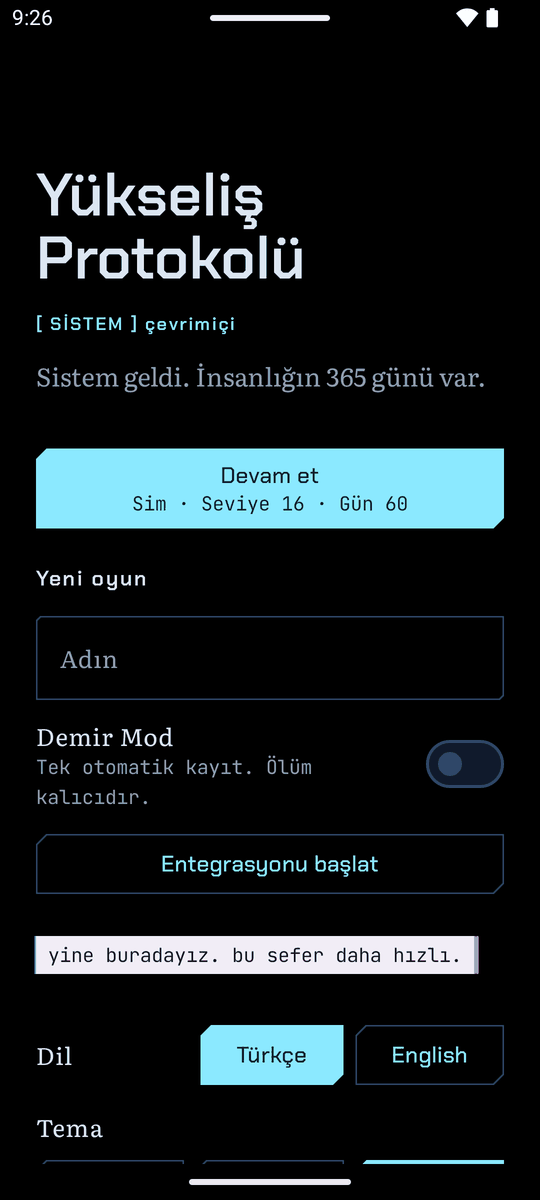 9:26
Yükseliş
Protokolü
[ SİSTEM ] çevrimiçi
Sistem geldi. İnsanlığın 365 günü var.
Devam et
Sim · Seviye 16 · Gün 60
Yeni oyun
Adın
Demir Mod
Tek otomatik kayıt. Ölüm
kalıcıdır.
Entegrasyonu başlat
yine buradayız. bu sefer daha hızlı.
Dil
Türkçe
English
Tema